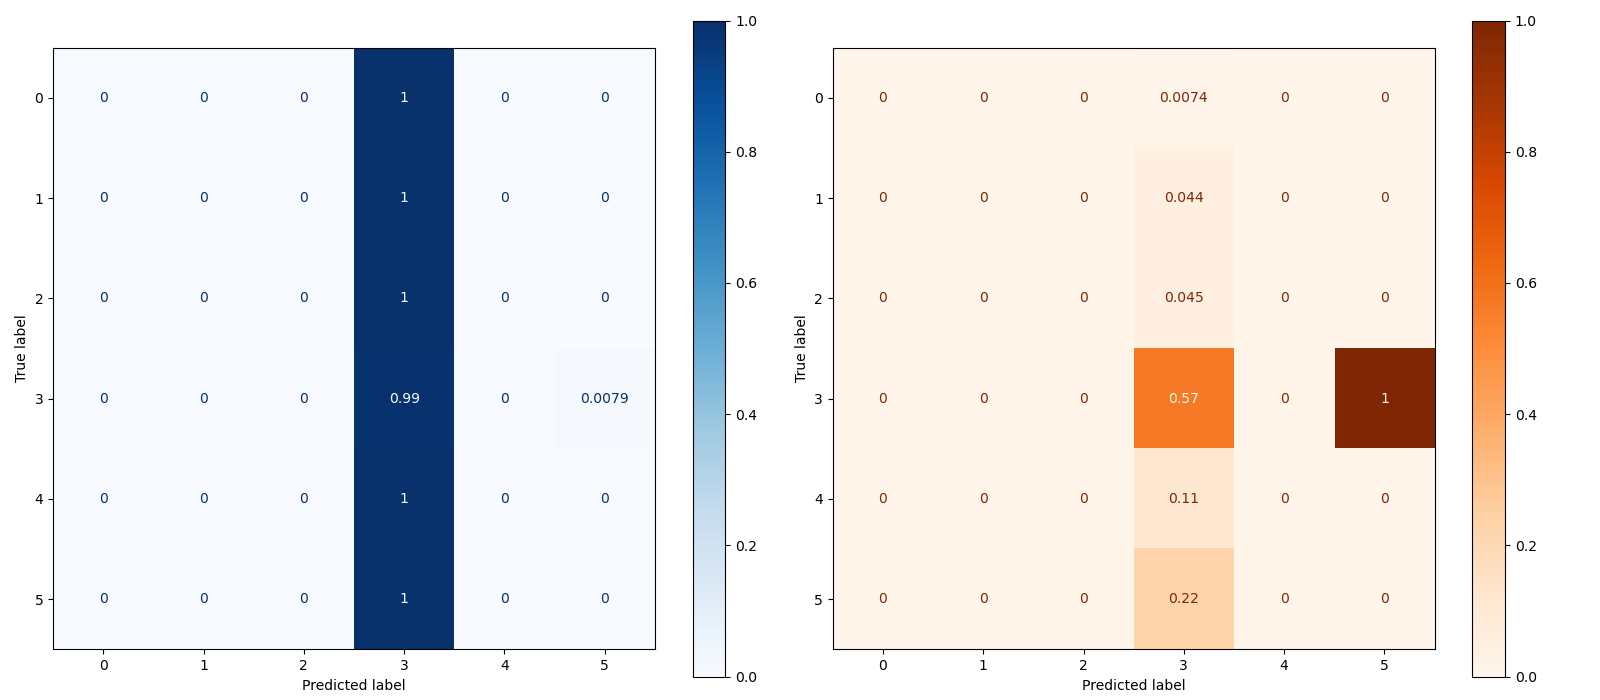 1.0
0 0 0 0 1 0 0
0.8
1 0 0 0 1 0 0
0.6
2 0 0 0 1 0 0
True label
3 0 0 0 0.99 0 0.0079
0.4
4 0 0 0 1 0 0
0.2
5 0 0 0 1 0 0
0.0
0 1 2 3 4 5
Predicted label
1.0
0 0 0 0 0.0074 0 0
0.8
1 0 0 0 0.044 0 0
0.6
2 0 0 0 0.045 0 0
True label
3 0 0 0 0.57 0 1
0.4
4 0 0 0 0.11 0 0
0.2
5 0 0 0 0.22 0 0
0.0
0 1 2 3 4 5
Predicted label